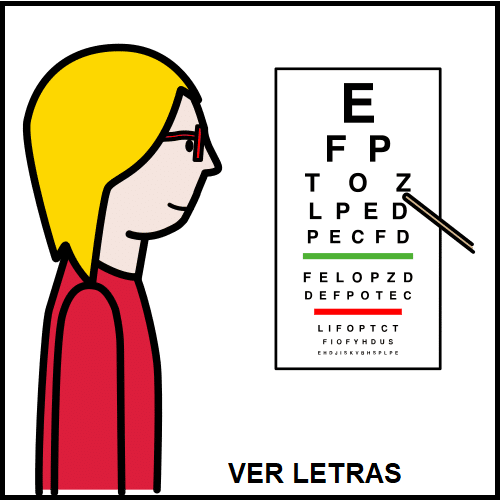 E
F P
T O Z
L P E D
P E C F D
F E L O P Z D
D E F P O T E C
L I F O P T C T
F I O F Y H D U S
VER LETRAS